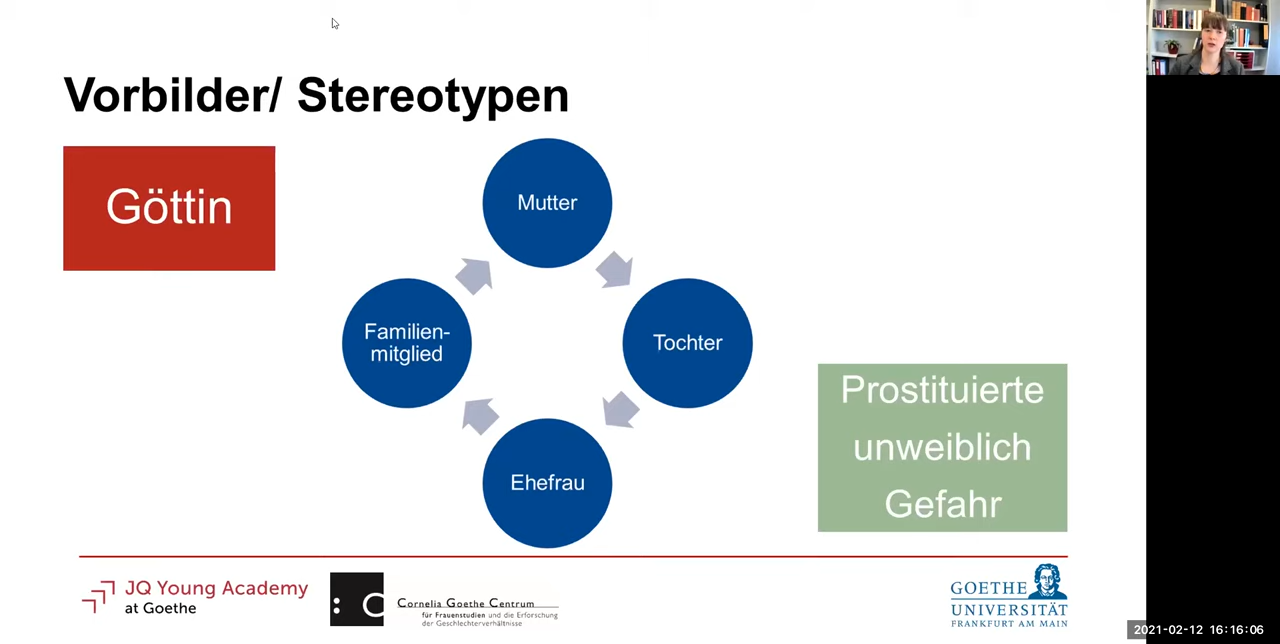 Vorbilder/ Stereotypen
Göttin
Mutter
Familien-
mitglied
Tochter
Ehefrau
Prostituierte
unweiblich
Gefahr
JQ Young Academy
at Goethe
: C
Cornelia Goethe Centrum
für Frauenstudien und die Erforschung
der Geschlechterverhältnisse
GOETHE
UNIVERSITÄT
FRANKFURT AM MAIN
2021-02-12 16:16:06